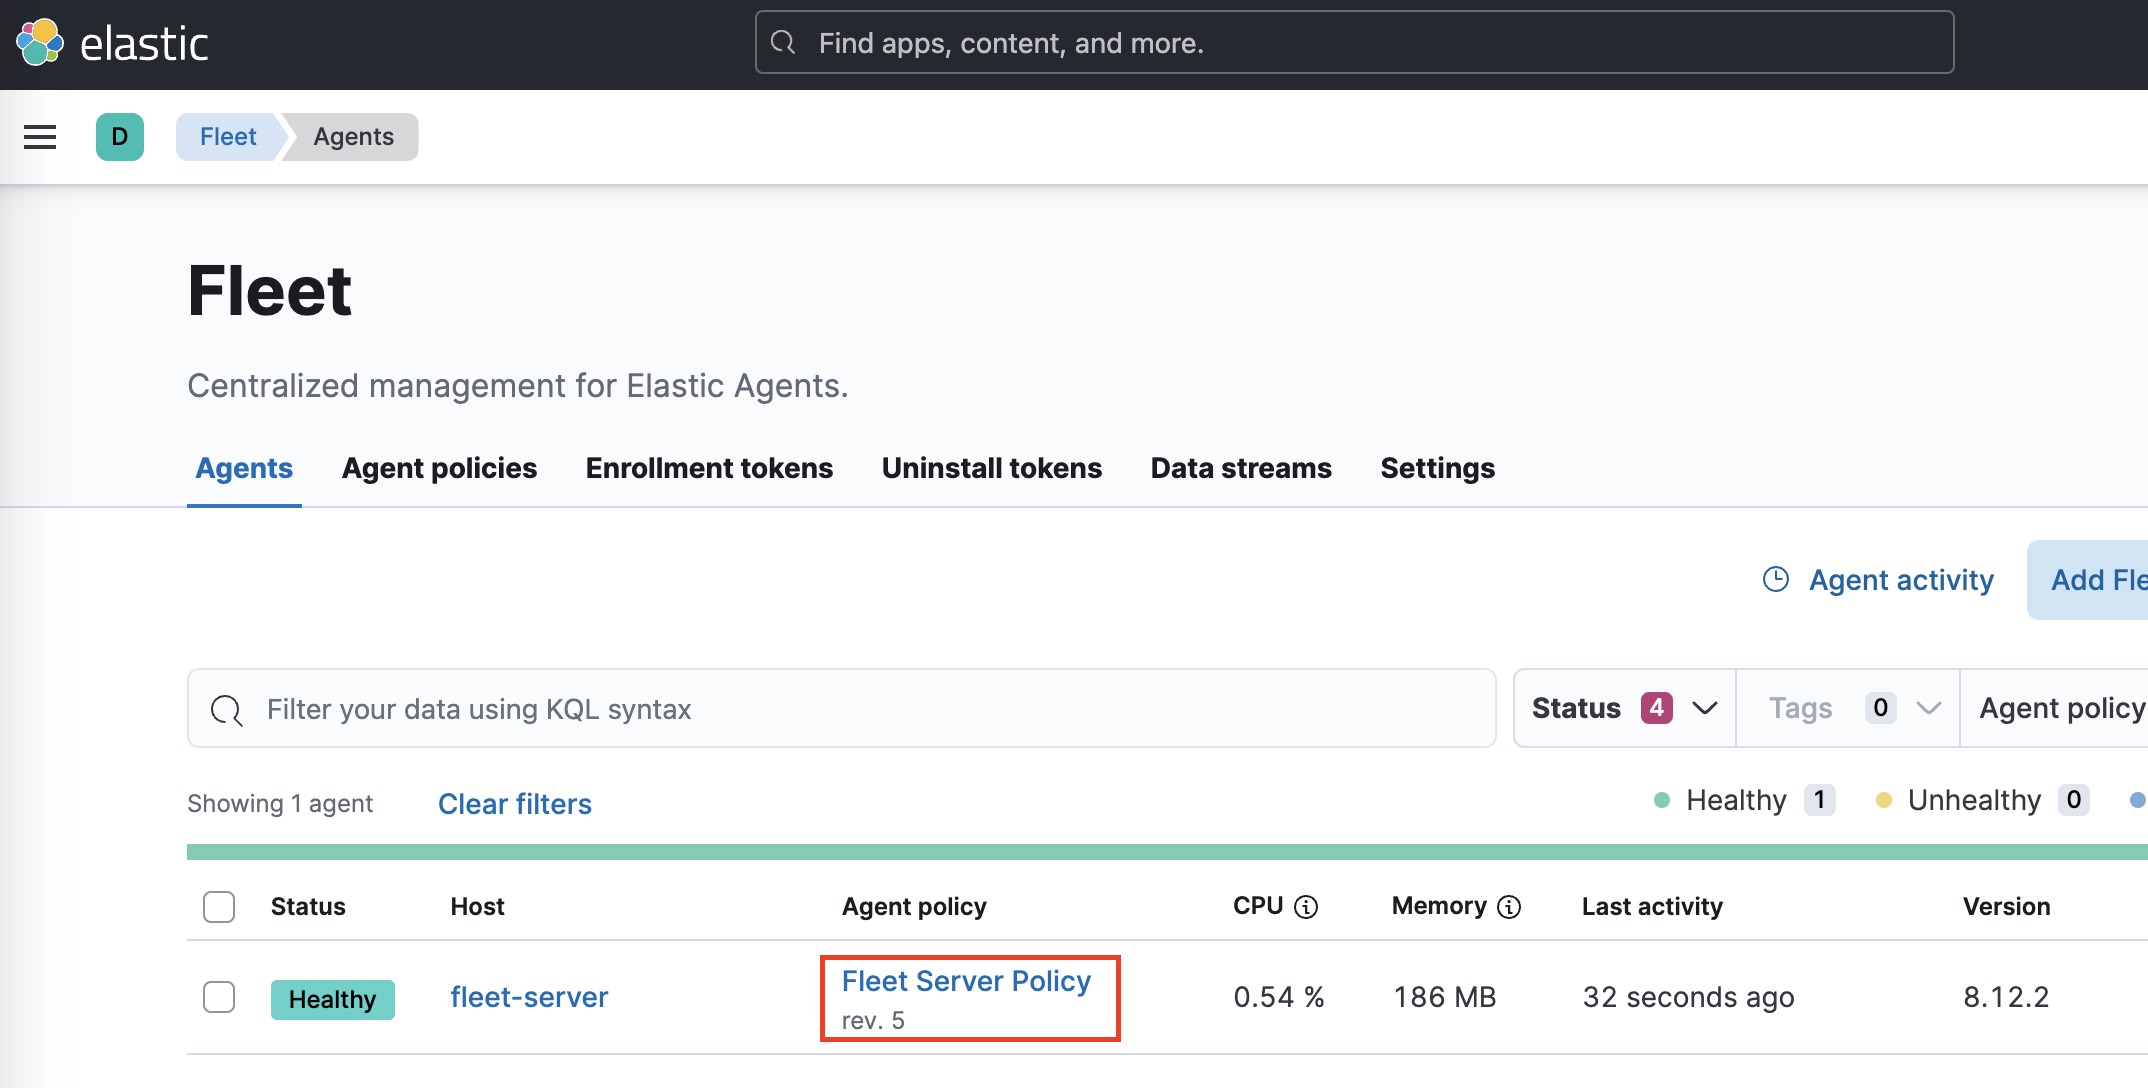 elastic
Find apps, content, and more.
D
Fleet
Agents
Fleet
Centralized management for Elastic Agents.
Agents Agent policies Enrollment tokens Uninstall tokens Data streams Settings
Agent activity
Add Fle
Filter your data using KQL syntax
Status 4
Tags 0
Agent policy
Showing 1 agent
Clear filters
Healthy 1
Unhealthy 0
Status Host Agent policy CPU Memory Last activity Version
Healthy fleet-server Fleet Server Policy 0.54 % 186 MB 32 seconds ago 8.12.2
rev. 5